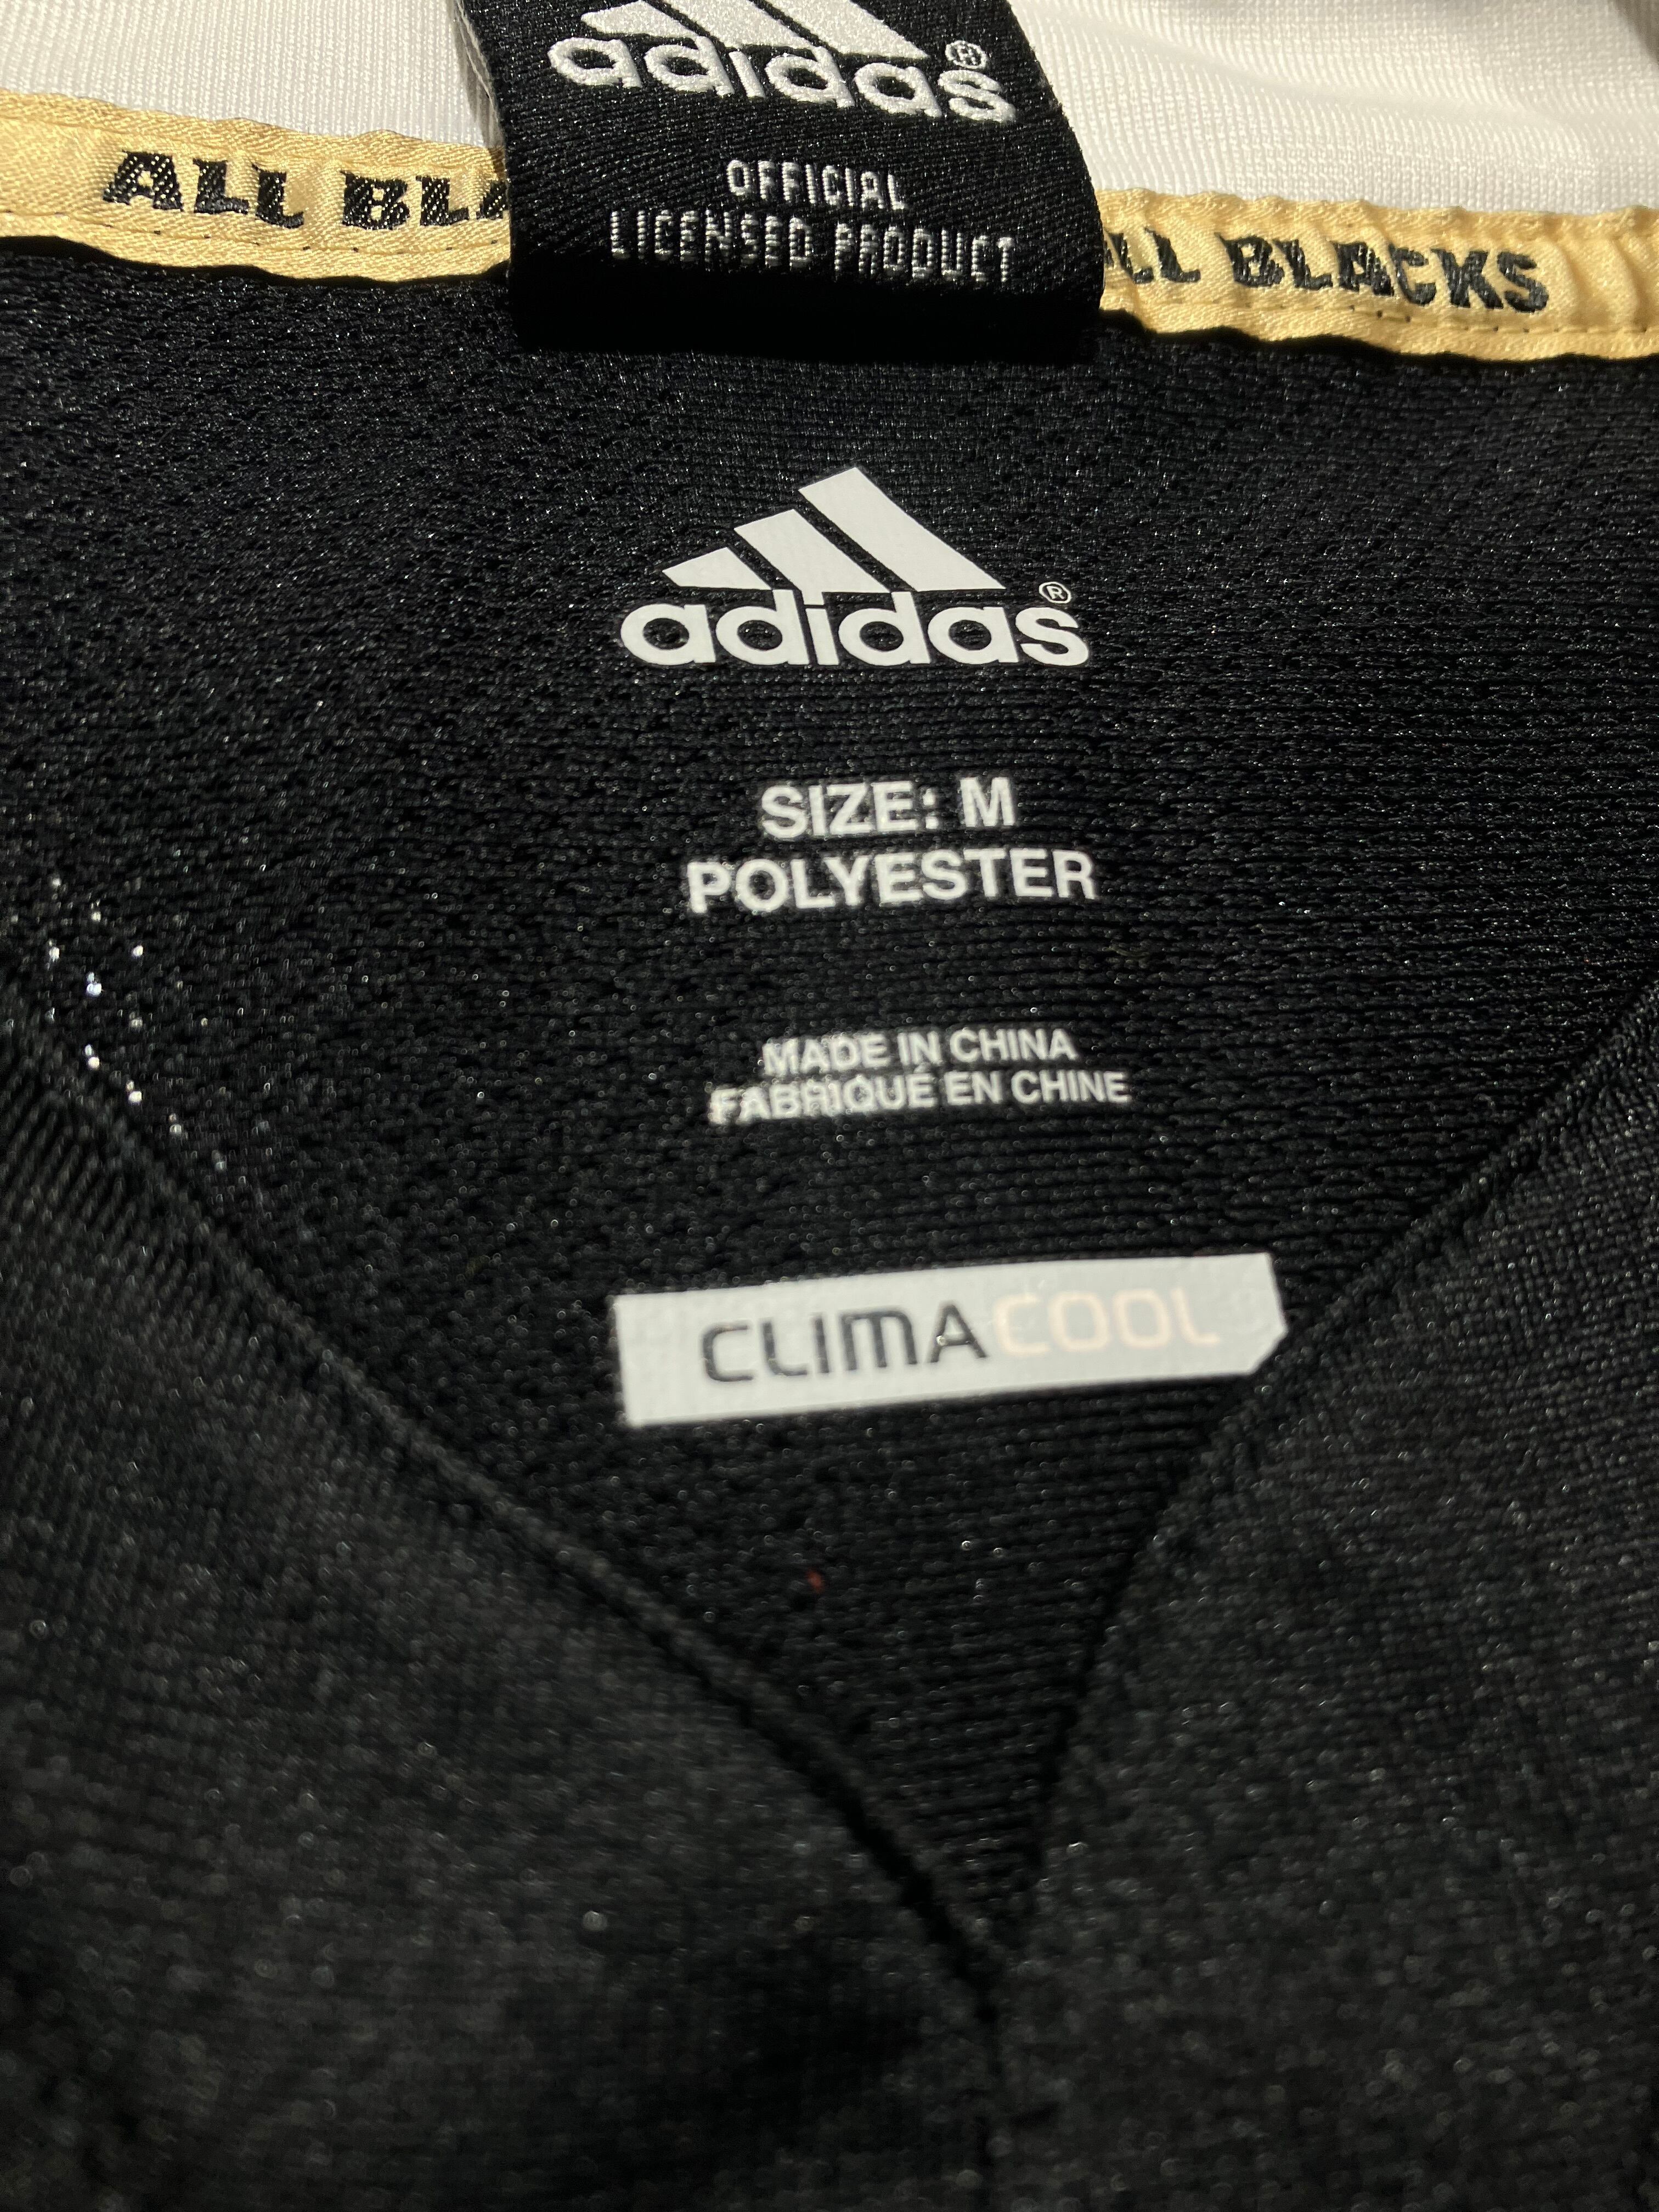 adidas®
OFFICIAL
LICENSED PRODUCT
ALL BLA
LL BLACKS
adidas®
SIZE: M
POLYESTER
MADE IN CHINA
FABRIQUÉ EN CHINE
CLIMACOOL